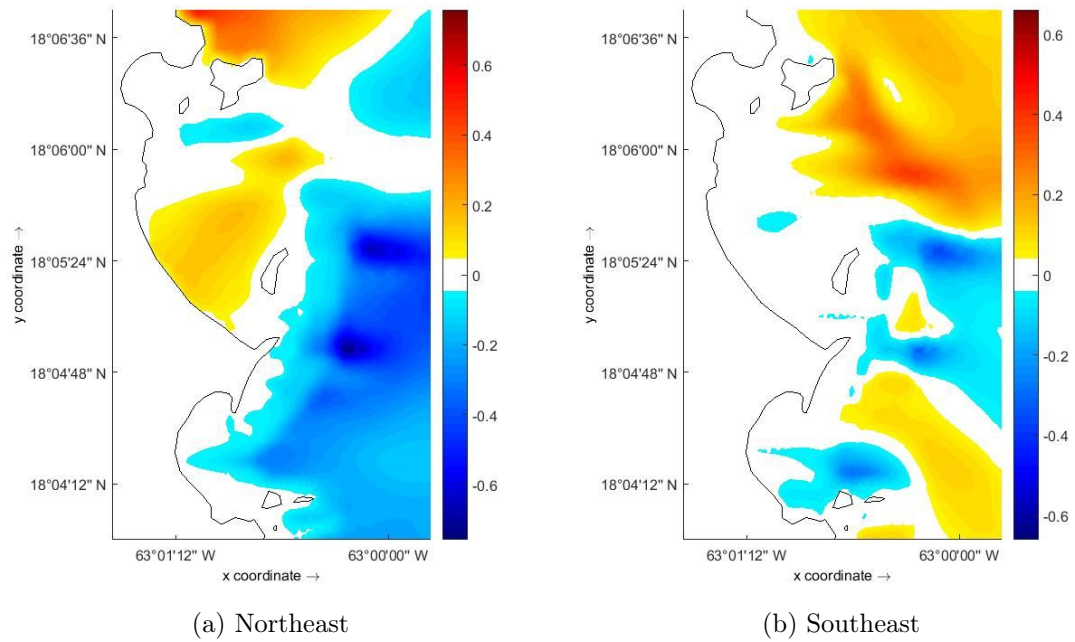 18°06'36" N
18°06'00" N
18°05'24" N
18°04'48" N
18°04'12" N
y coordinate →
63°01'12" W
63°00'00" W
x coordinate →
0.6
0.4
0.2
0
-0.2
-0.4
-0.6
(a) Northeast
18°06'36" N
18°06'00" N
18°05'24" N
18°04'48" N
18°04'12" N
y coordinate →
63°01'12" W
63°00'00" W
x coordinate →
0.6
0.4
0.2
0
-0.2
-0.4
-0.6
(b) Southeast